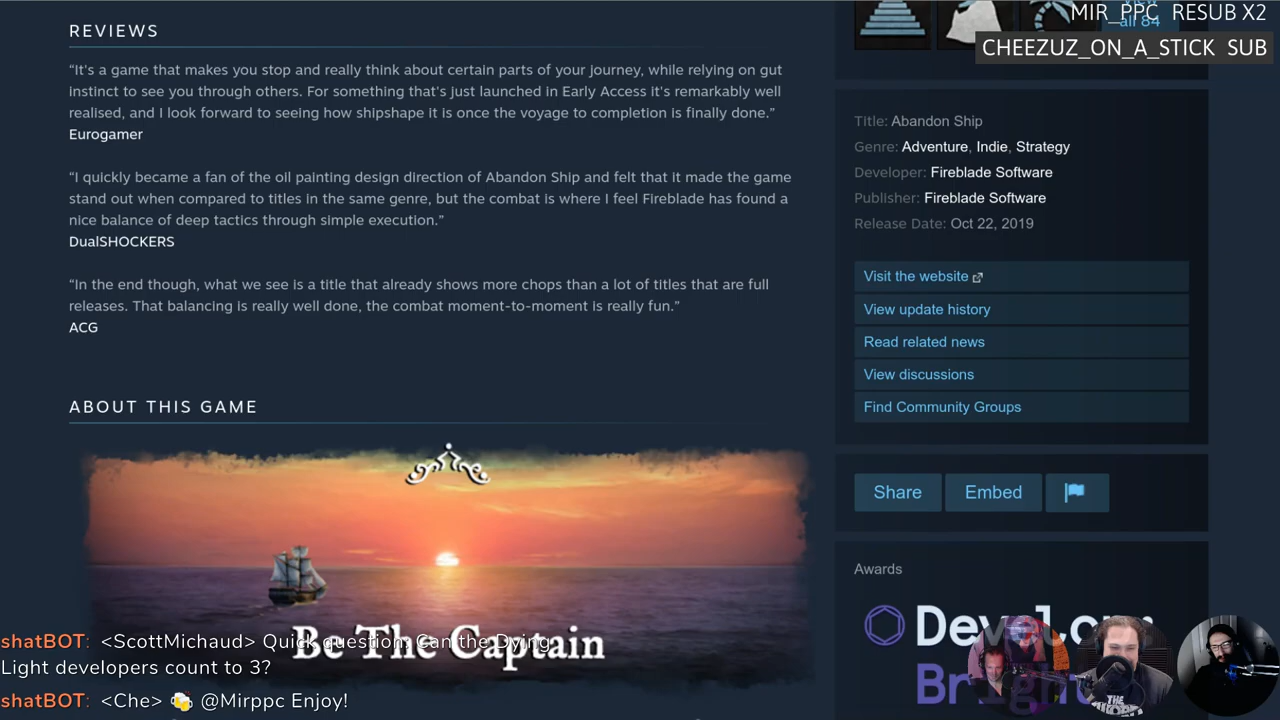 MIR_PPC RESUB X2
CHEEZUZ_ON_A_STICK SUB
REVIEWS
“It's a game that makes you stop and really think about certain parts of your journey, while relying on gut
instinct to see you through others. For something that's just launched in Early Access it's remarkably well
realised, and I look forward to seeing how shipshape it is once the voyage to completion is finally done.”
Eurogamer
“I quickly became a fan of the oil painting design direction of Abandon Ship and felt that it made the game
stand out when compared to titles in the same genre, but the combat is where I feel Fireblade has found a
nice balance of deep tactics through simple execution.”
DualSHOCKERS
“In the end though, what we see is a title that already shows more chops than a lot of titles that are full
releases. That balancing is really well done, the combat moment-to-moment is really fun.”
ACG
ABOUT THIS GAME
Be The Captain
shatBOT: <ScottMichaud> Quick question: Can the Dying
Light developers count to 3?
shatBOT: <Che> 🍻 @Mirppc Enjoy!
all 84
Title: Abandon Ship
Genre: Adventure, Indie, Strategy
Developer: Fireblade Software
Publisher: Fireblade Software
Release Date: Oct 22, 2019
Visit the website
View update history
Read related news
View discussions
Find Community Groups
Share Embed
Awards